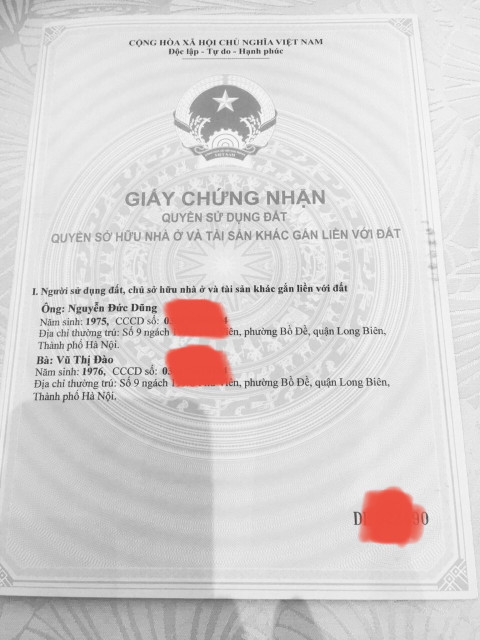 CỘNG HÒA XÃ HỘI CHỦ NGHĨA VIỆT NAM
Độc lập - Tự do - Hạnh phúc
GIẤY CHỨNG NHẬN
QUYỀN SỬ DỤNG ĐẤT
QUYỀN SỞ HỮU NHÀ Ở VÀ TÀI SẢN KHÁC GẮN LIỀN VỚI ĐẤT
I. Người sử dụng đất, chủ sở hữu nhà ở và tài sản khác gắn liền với đất
Ông: Nguyễn Đức Dũng
Năm sinh: 1975, CCCD số:
Địa chỉ thường trú: Số 9 ngách phường Bồ Đề, quận Long Biên,
Thành phố Hà Nội.
Bà: Vũ Thị Đào
Năm sinh: 1976, CCCD số:
Địa chỉ thường trú: Số 9 ngách phường Bồ Đề, quận Long Biên,
Thành phố Hà Nội.